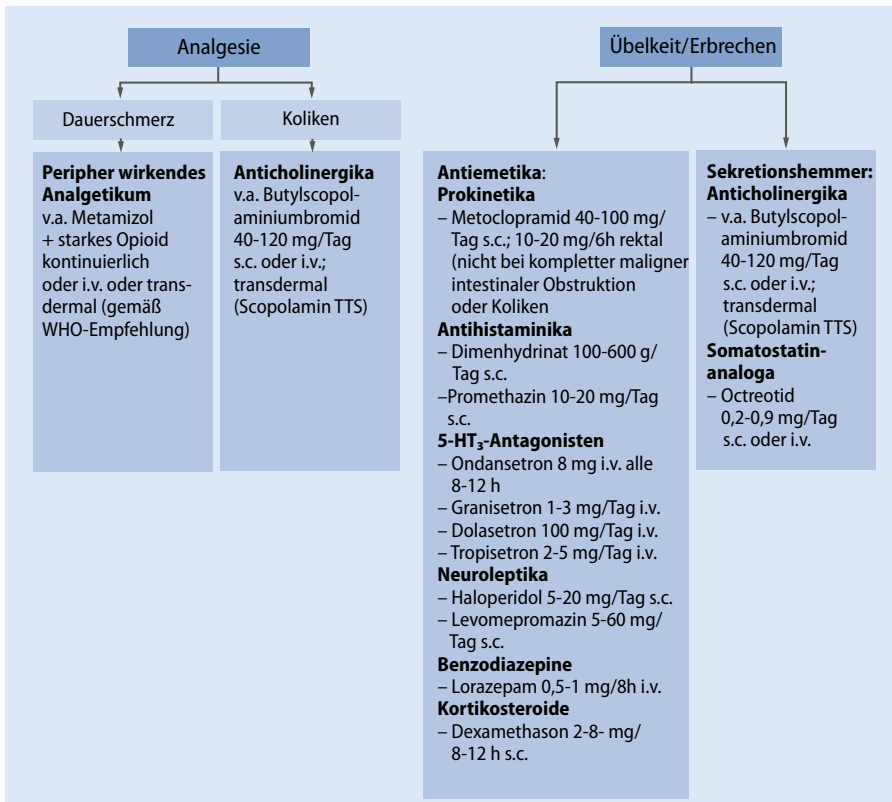 Analgesie
Dauerschmerz
Peripher wirkendes
Analgetikum
v.a. Metamizol
+ starkes Opioid
kontinuierlich
oder i.v. oder trans-
dermal (gemäß
WHO-Empfehlung)
Koliken
Anticholinergika
v.a. Butylscopol-
aminiumbromid
40-120 mg/Tag
s.c. oder i.v.;
transdermal
(Scopolamin TTS)
Übelkeit/Erbrechen
Antiemetika:
Prokinetika
– Metoclopramid 40-100 mg/
Tag s.c.; 10-20 mg/6h rektal
(nicht bei kompletter maligner
intestinaler Obstruktion
oder Koliken
Antihistaminika
– Dimenhydrinat 100-600 g/
Tag s.c.
–Promethazin 10-20 mg/Tag
s.c.
5-HT₃-Antagonisten
– Ondansetron 8 mg i.v. alle
8-12 h
– Granisetron 1-3 mg/Tag i.v.
– Dolasetron 100 mg/Tag i.v.
– Tropisetron 2-5 mg/Tag i.v.
Neuroleptika
– Haloperidol 5-20 mg/Tag s.c.
– Levomepromazin 5-60 mg/
Tag s.c.
Benzodiazepine
– Lorazepam 0,5-1 mg/8h i.v.
Kortikosteroide
– Dexamethason 2-8- mg/
8-12 h s.c.
Sekretionshemmer:
Anticholinergika
– v.a. Butylscopol-
aminiumbromid
40-120 mg/Tag
s.c. oder i.v.;
transdermal
(Scopolamin TTS)
Somatostatin-
analoga
– Octreotid
0,2-0,9 mg/Tag
s.c. oder i.v.